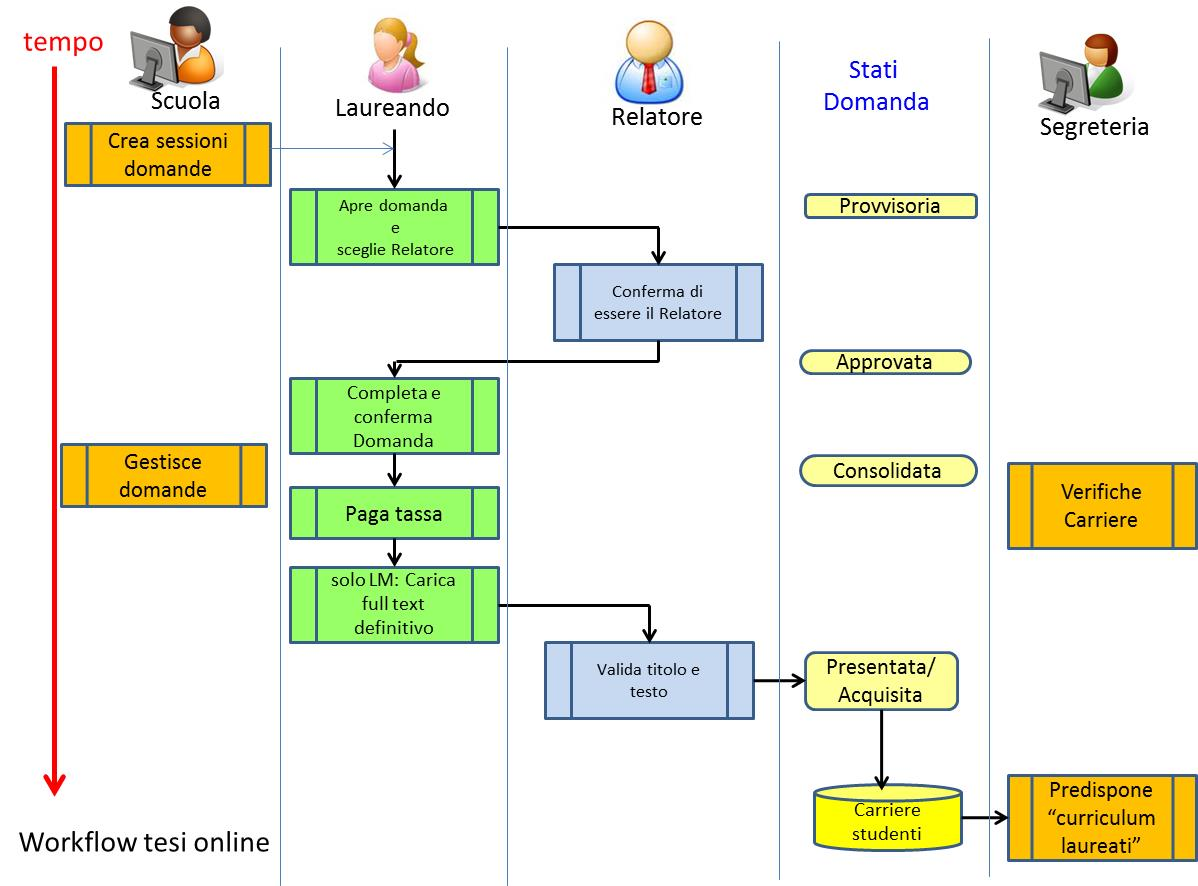 tempo
Scuola
Laureando
Relatore
Stati
Domanda
Segreteria
Crea sessioni
domande
Apre domanda
e
sceglie Relatore
Provvisoria
Conferma di
essere il Relatore
Approvata
Completa e
conferma
Domanda
Gestisce
domande
Consolidata
Verifiche
Carriere
Paga tassa
solo LM: Carica
full text
definitivo
Valida titolo e
testo
Presentata/
Acquisita
Carriere
studenti
Predispone
“curriculum
laureati”
Workflow tesi online